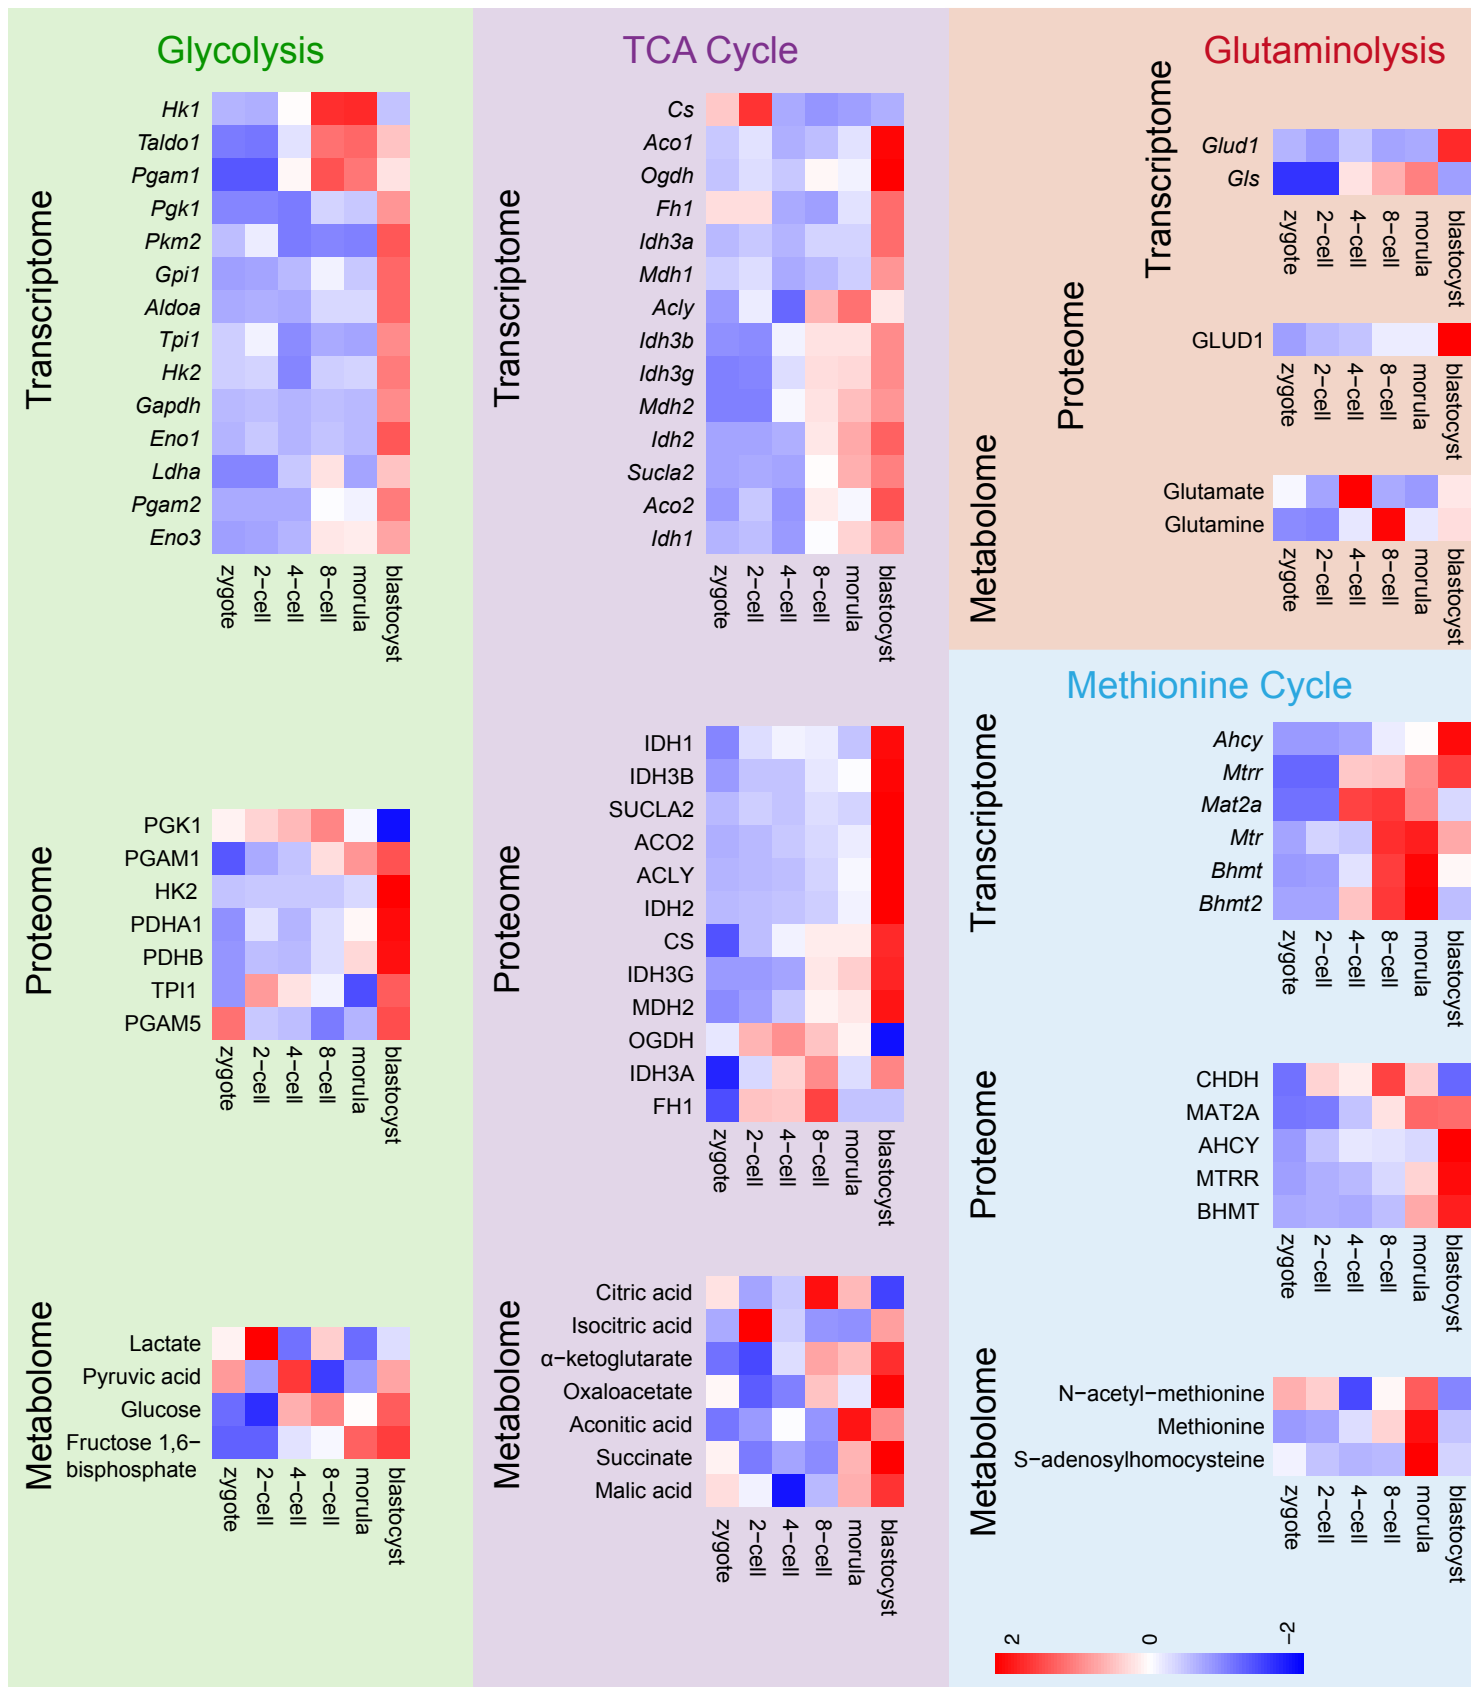 Glycolysis
Transcriptome
Hk1
Taldo1
Pgam1
Pgk1
Pkm2
Gpi1
Aldoa
Tpi1
Hk2
Gapdh
Eno1
Ldha
Pgam2
Eno3
zygote
2−cell
4−cell
8−cell
morula
blastocyst
Proteome
PGK1
PGAM1
HK2
PDHA1
PDHB
TPI1
PGAM5
zygote
2−cell
4−cell
8−cell
morula
blastocyst
Metabolome
Lactate
Pyruvic acid
Glucose
Fructose 1,6−
bisphosphate
zygote
2−cell
4−cell
8−cell
morula
blastocyst
TCA Cycle
Transcriptome
Cs
Aco1
Ogdh
Fh1
Idh3a
Mdh1
Acly
Idh3b
Idh3g
Mdh2
Idh2
Sucla2
Aco2
Idh1
zygote
2−cell
4−cell
8−cell
morula
blastocyst
Proteome
IDH1
IDH3B
SUCLA2
ACO2
ACLY
IDH2
CS
IDH3G
MDH2
OGDH
IDH3A
FH1
zygote
2−cell
4−cell
8−cell
morula
blastocyst
Metabolome
Citric acid
Isocitric acid
α−ketoglutarate
Oxaloacetate
Aconitic acid
Succinate
Malic acid
zygote
2−cell
4−cell
8−cell
morula
blastocyst
Glutaminolysis
Transcriptome
Glud1
Gls
zygote
2−cell
4−cell
8−cell
morula
blastocyst
Proteome
GLUD1
zygote
2−cell
4−cell
8−cell
morula
blastocyst
Metabolome
Glutamate
Glutamine
zygote
2−cell
4−cell
8−cell
morula
blastocyst
Methionine Cycle
Transcriptome
Ahcy
Mtrr
Mat2a
Mtr
Bhmt
Bhmt2
zygote
2−cell
4−cell
8−cell
morula
blastocyst
Proteome
CHDH
MAT2A
AHCY
MTRR
BHMT
zygote
2−cell
4−cell
8−cell
morula
blastocyst
Metabolome
N−acetyl−methionine
Methionine
S−adenosylhomocysteine
zygote
2−cell
4−cell
8−cell
morula
blastocyst
2
0
−2